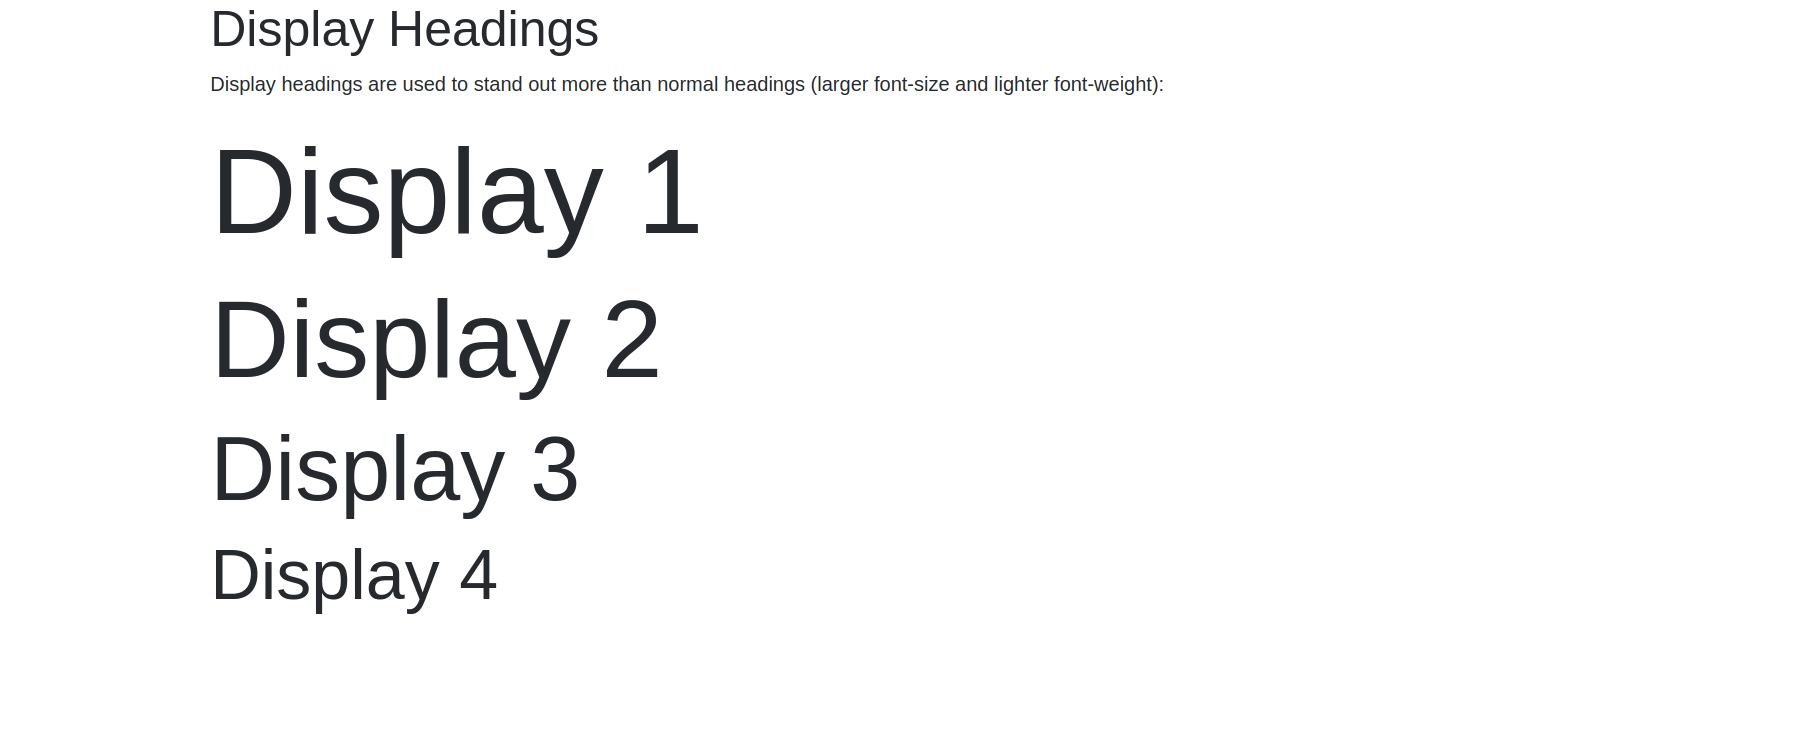 Display Headings
Display headings are used to stand out more than normal headings (larger font-size and lighter font-weight):
Display 1
Display 2
Display 3
Display 4